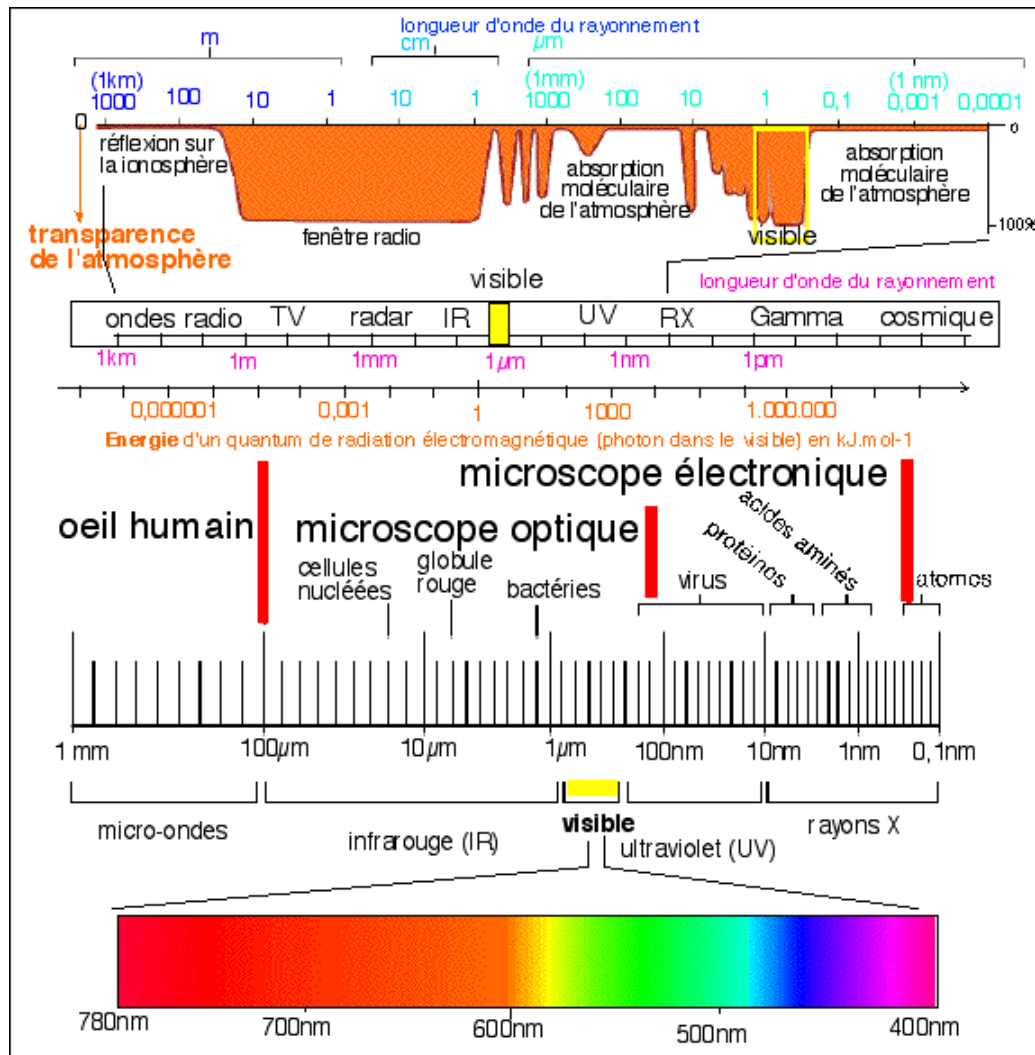 longueur d'onde du rayonnement
m
cm
µm
(1km)
(1mm)
(1 nm)
1000 100 10 1 10 1 1000 100 10 1 0,1 0,001 0,0001
0
0
réflexion sur
la ionosphère
absorption
moléculaire
de l'atmosphère
absorption
moléculaire
de l'atmosphère
100%
transparence
de l'atmosphère
fenêtre radio
visible
visible
longueur d'onde du rayonnement
ondes radio TV radar IR UV RX Gamma cosmique
1km 1m 1mm 1µm 1nm 1pm
0,000001 0,001 1 1000 1.000.000
Energie d'un quantum de radiation électromagnétique (photon dans le visible) en kJ.mol-1
microscope électronique
oeil humain
microscope optique
acides aminés
protéines
cellules
nucléées
globule
rouge
bactéries
virus
atomes
1 mm 100µm 10µm 1µm 100nm 10nm 1nm 0,1nm
micro-ondes
infrarouge (IR)
visible
ultraviolet (UV)
rayons X
780nm 700nm 600nm 500nm 400nm